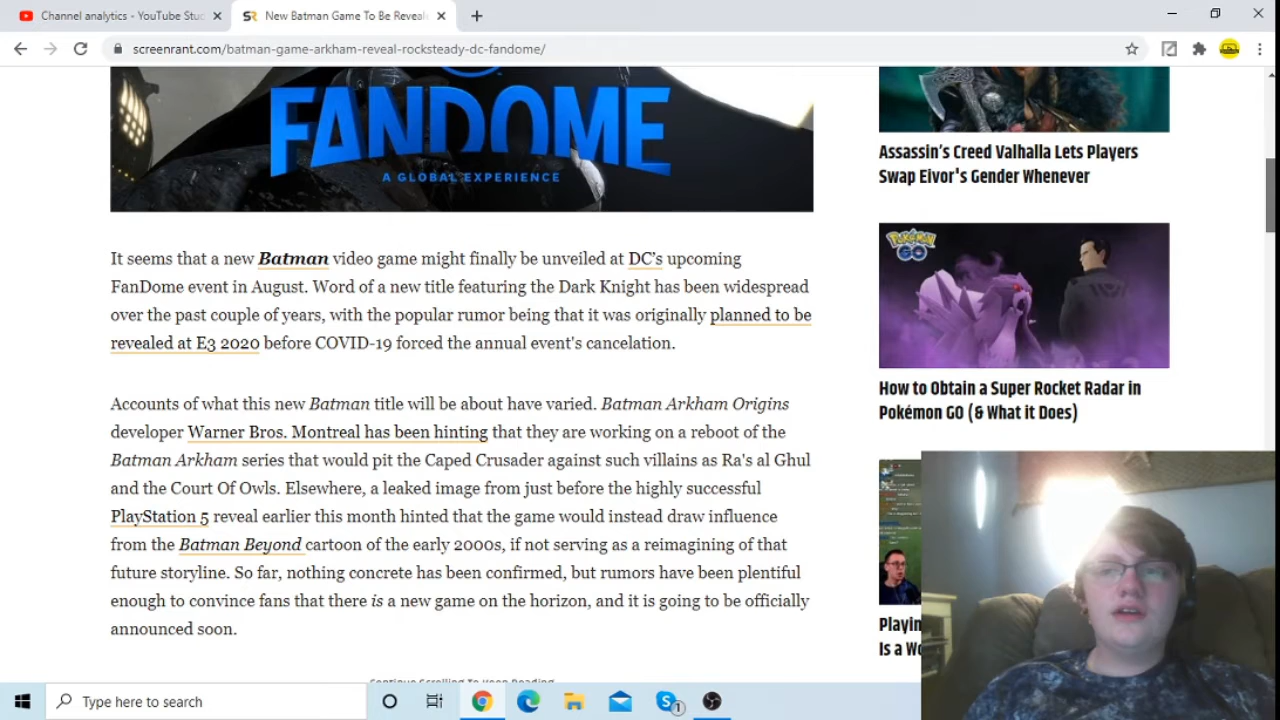 Channel analytics - YouTube Stu
New Batman Game To Be Reveal
screenrant.com/batman-game-arkham-reveal-rocksteady-dc-fandome/
FANDOME
A GLOBAL EXPERIENCE
It seems that a new Batman video game might finally be unveiled at DC's upcoming
FanDome event in August. Word of a new title featuring the Dark Knight has been widespread
over the past couple of years, with the popular rumor being that it was originally planned to be
revealed at E3 2020 before COVID-19 forced the annual event's cancelation.
Accounts of what this new Batman title will be about have varied. Batman Arkham Origins
developer Warner Bros. Montreal has been hinting that they are working on a reboot of the
Batman Arkham series that would pit the Caped Crusader against such villains as Ra's al Ghul
and the Court Of Owls. Elsewhere, a leaked image from just before the highly successful
PlayStation 5 reveal earlier this month hinted that the game would instead draw influence
from the Batman Beyond cartoon of the early 2000s, if not serving as a reimagining of that
future storyline. So far, nothing concrete has been confirmed, but rumors have been plentiful
enough to convince fans that there is a new game on the horizon, and it is going to be officially
announced soon.
Continue Scrolling To Keep Reading
Assassin's Creed Valhalla Lets Players
Swap Eivor's Gender Whenever
POKÉMON
GO
How to Obtain a Super Rocket Radar in
Pokémon GO (& What it Does)
Playin
Is a Wo
Type here to search
S
1